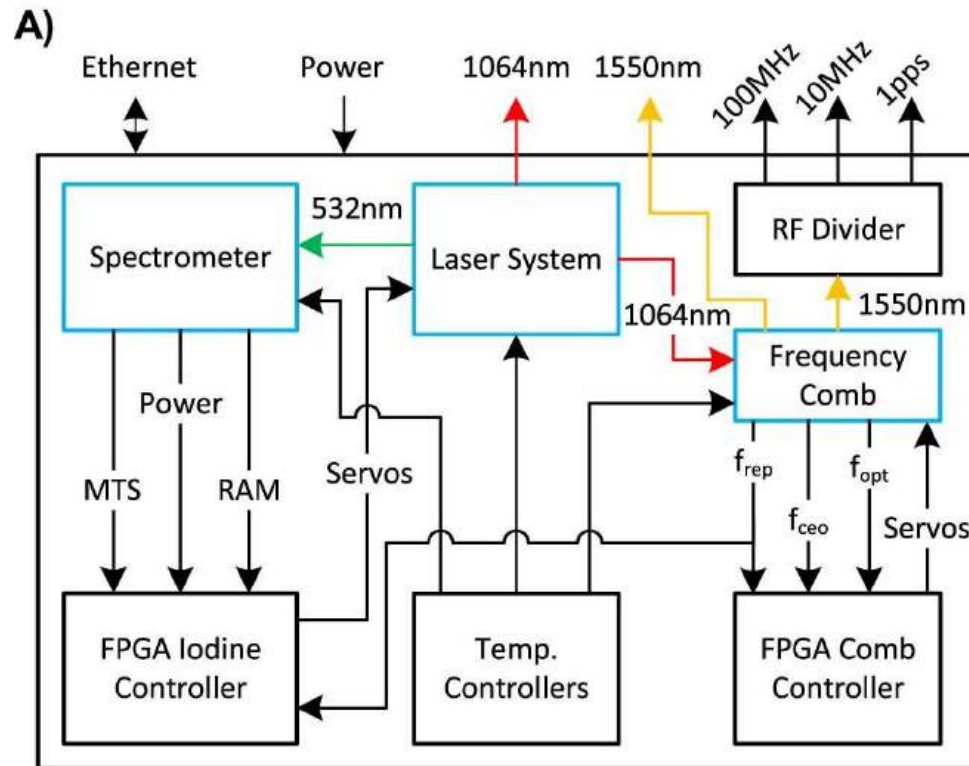 A)
Ethernet
Power
1064nm
1550nm
100MHz
10MHz
1pps
532nm
Spectrometer
Laser System
RF Divider
1064nm
1550nm
Frequency
Comb
Power
MTS
RAM
Servos
f_rep
f_ceo
f_opt
Servos
FPGA Iodine
Controller
Temp.
Controllers
FPGA Comb
Controller